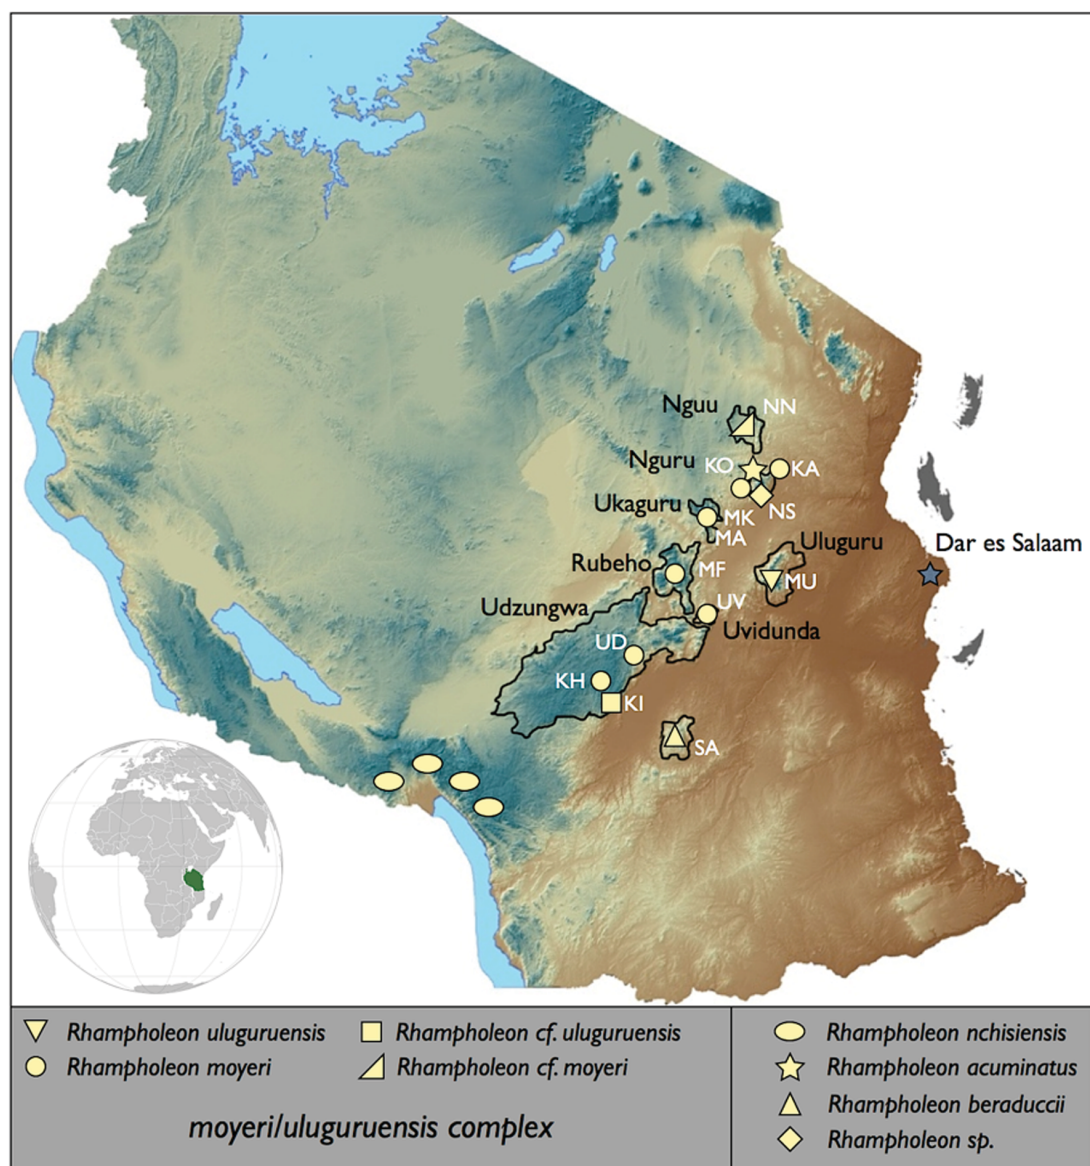 Nguu NN
Nguru KO KA
Ukaguru MK NS
MA
Uluguru Dar es Salaam
Rubeho MF MU
Udzungwa UV
Uvidunda
UD
KH KI
SA
Rhampholeon uluguruensis
Rhampholeon moyeri
Rhampholeon cf. uluguruensis
Rhampholeon cf. moyeri
moyeri/uluguruensis complex
Rhampholeon nchisiensis
Rhampholeon acuminatus
Rhampholeon beraduccii
Rhampholeon sp.